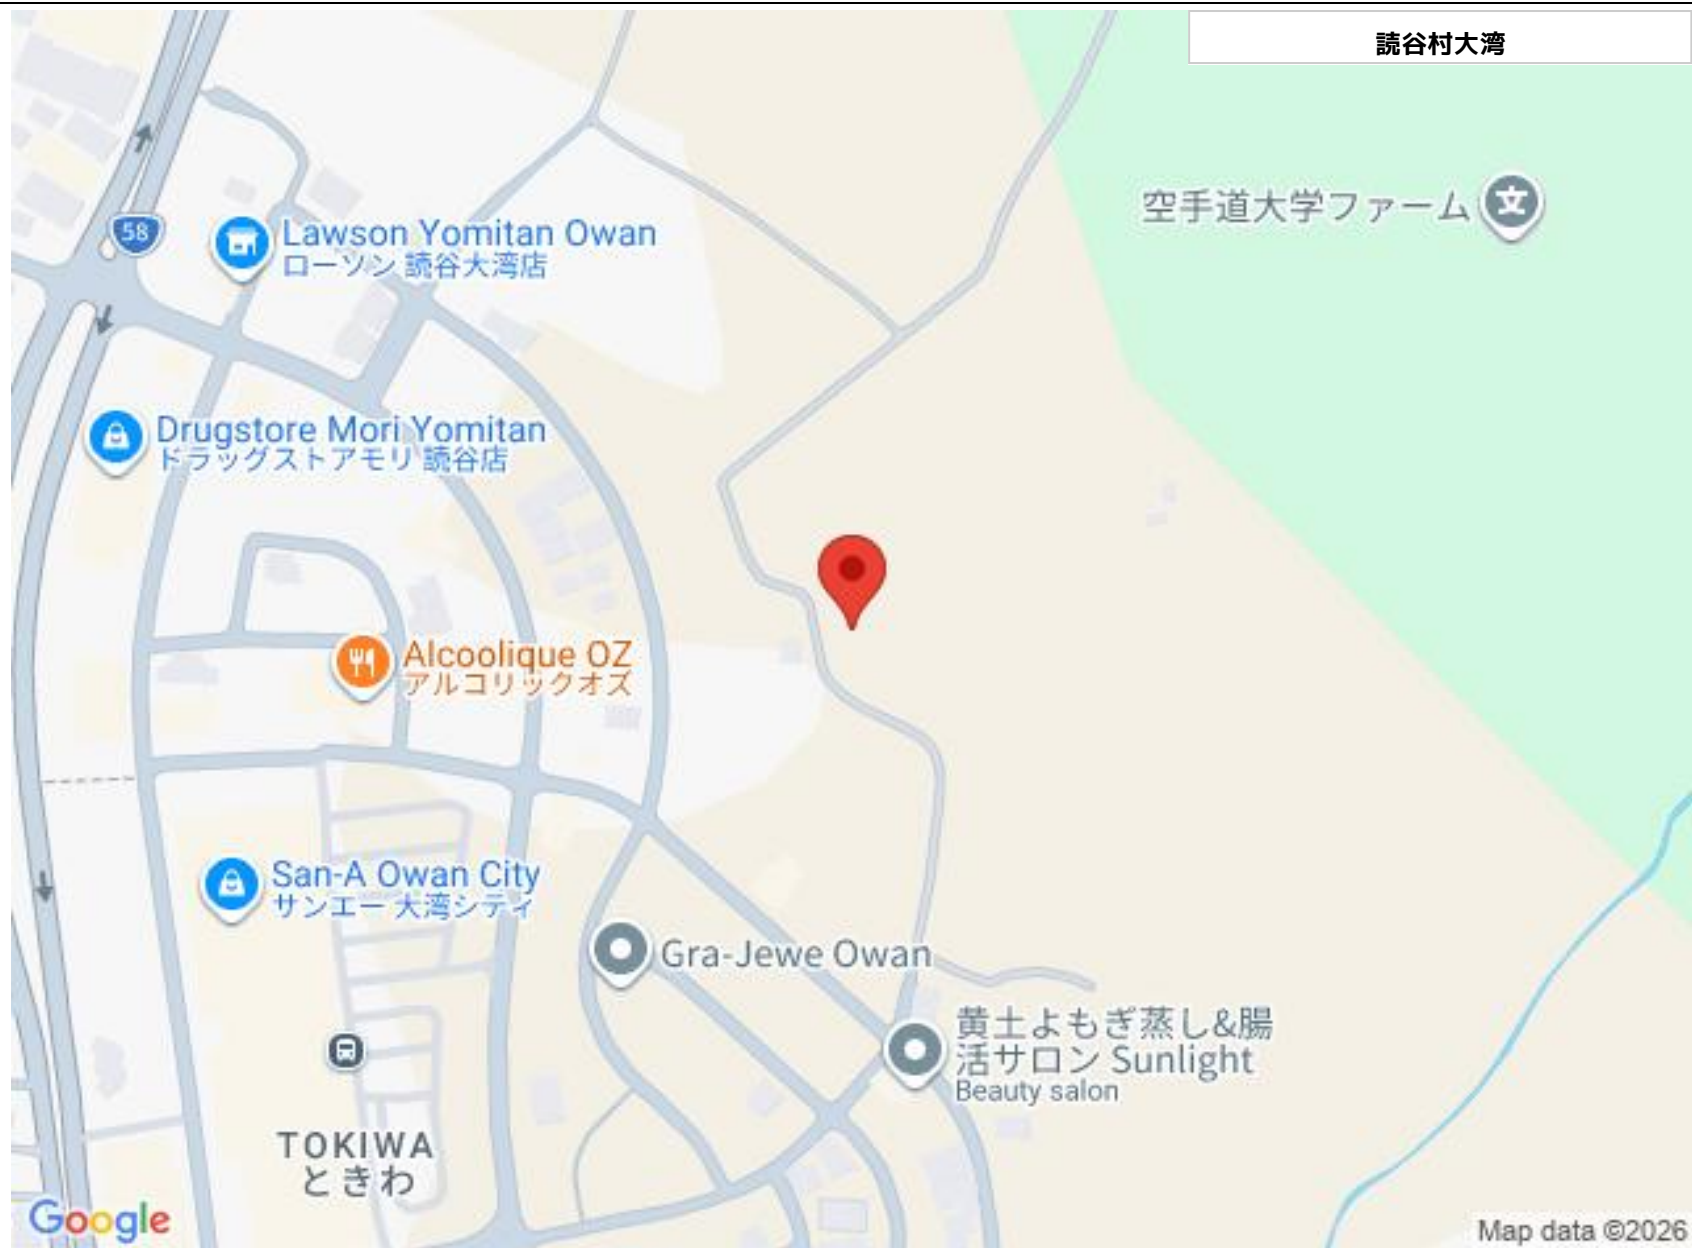 読谷村大湾
空手道大学ファーム
文
58
Lawson Yomitan Owan
ローソン 読谷大湾店
Drugstore Mori Yomitan
ドラッグストアモリ 読谷店
Alcoolique OZ
アルコリックオズ
San-A Owan City
サンエー 大湾シティ
Gra-Jewe Owan
黄土よもぎ蒸し&腸
活サロン Sunlight
Beauty salon
TOKIWA
ときわ
Google
Map data ©2026